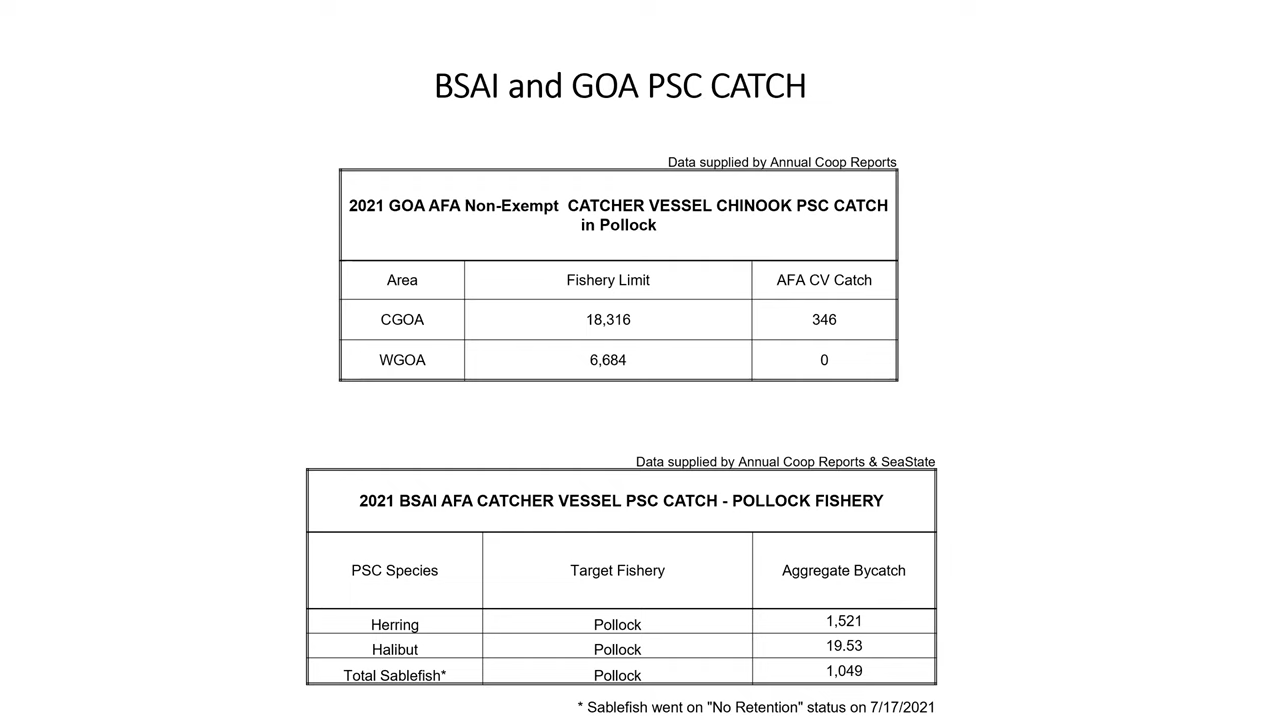 BSAI and GOA PSC CATCH
Data supplied by Annual Coop Reports
2021 GOA AFA Non-Exempt CATCHER VESSEL CHINOOK PSC CATCH
in Pollock
Area Fishery Limit AFA CV Catch
CGOA 18,316 346
WGOA 6,684 0
Data supplied by Annual Coop Reports & SeaState
2021 BSAI AFA CATCHER VESSEL PSC CATCH - POLLOCK FISHERY
PSC Species Target Fishery Aggregate Bycatch
Herring Pollock 1,521
Halibut Pollock 19.53
Total Sablefish* Pollock 1,049
* Sablefish went on "No Retention" status on 7/17/2021